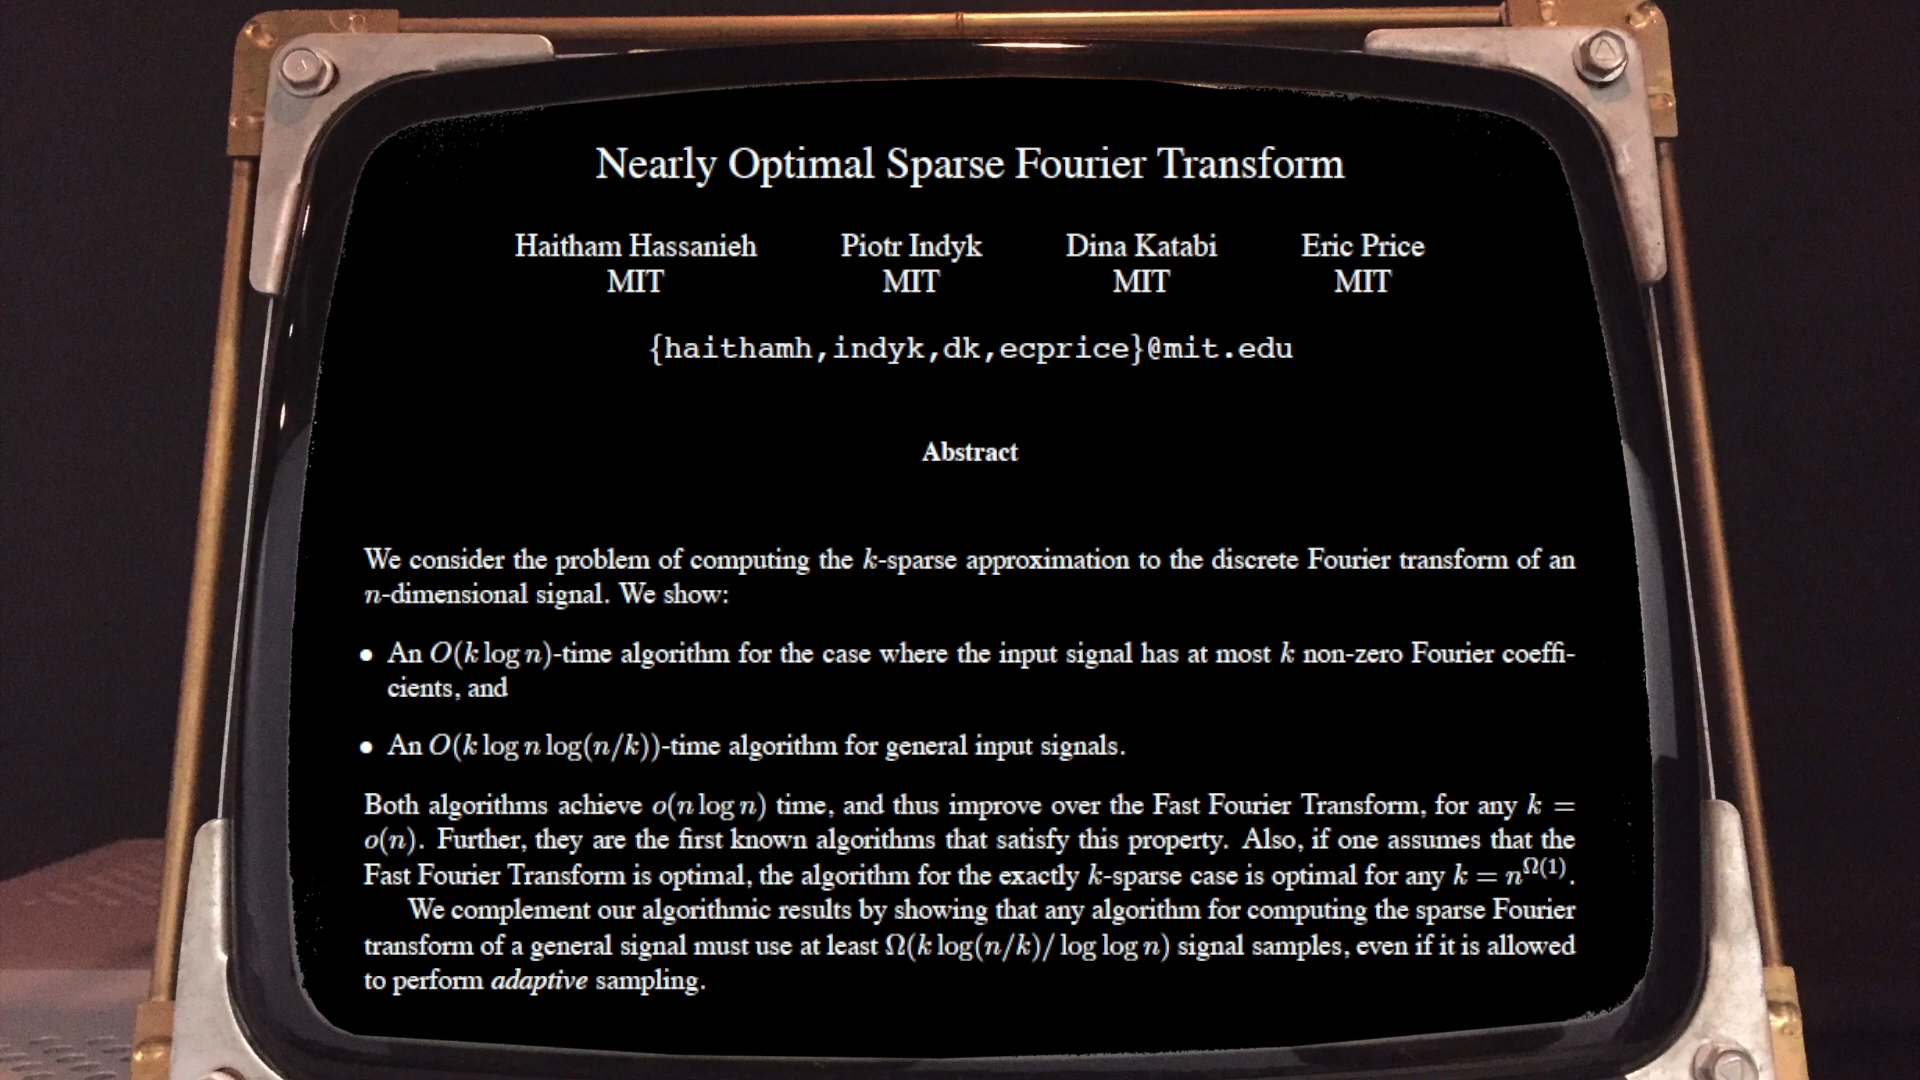 Nearly Optimal Sparse Fourier Transform
Haitham Hassanieh Piotr Indyk Dina Katabi Eric Price
MIT MIT MIT MIT
{haithamh,indyk,dk,ecprice}@mit.edu
Abstract
We consider the problem of computing the k-sparse approximation to the discrete Fourier transform of an
n-dimensional signal. We show:
• An O(k log n)-time algorithm for the case where the input signal has at most k non-zero Fourier coeffi-
cients, and
• An O(k log n log(n/k))-time algorithm for general input signals.
Both algorithms achieve o(n log n) time, and thus improve over the Fast Fourier Transform, for any k =
o(n). Further, they are the first known algorithms that satisfy this property. Also, if one assumes that the
Fast Fourier Transform is optimal, the algorithm for the exactly k-sparse case is optimal for any k = n^Ω(1).
We complement our algorithmic results by showing that any algorithm for computing the sparse Fourier
transform of a general signal must use at least Ω(k log(n/k)/ log log n) signal samples, even if it is allowed
to perform adaptive sampling.